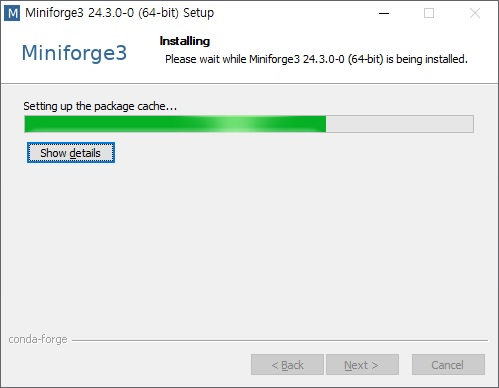 M Miniforge3 24.3.0-0 (64-bit) Setup
Miniforge3
Installing
Please wait while Miniforge3 24.3.0-0 (64-bit) is being installed.
Setting up the package cache...
Show details
conda-forge
< Back Next > Cancel